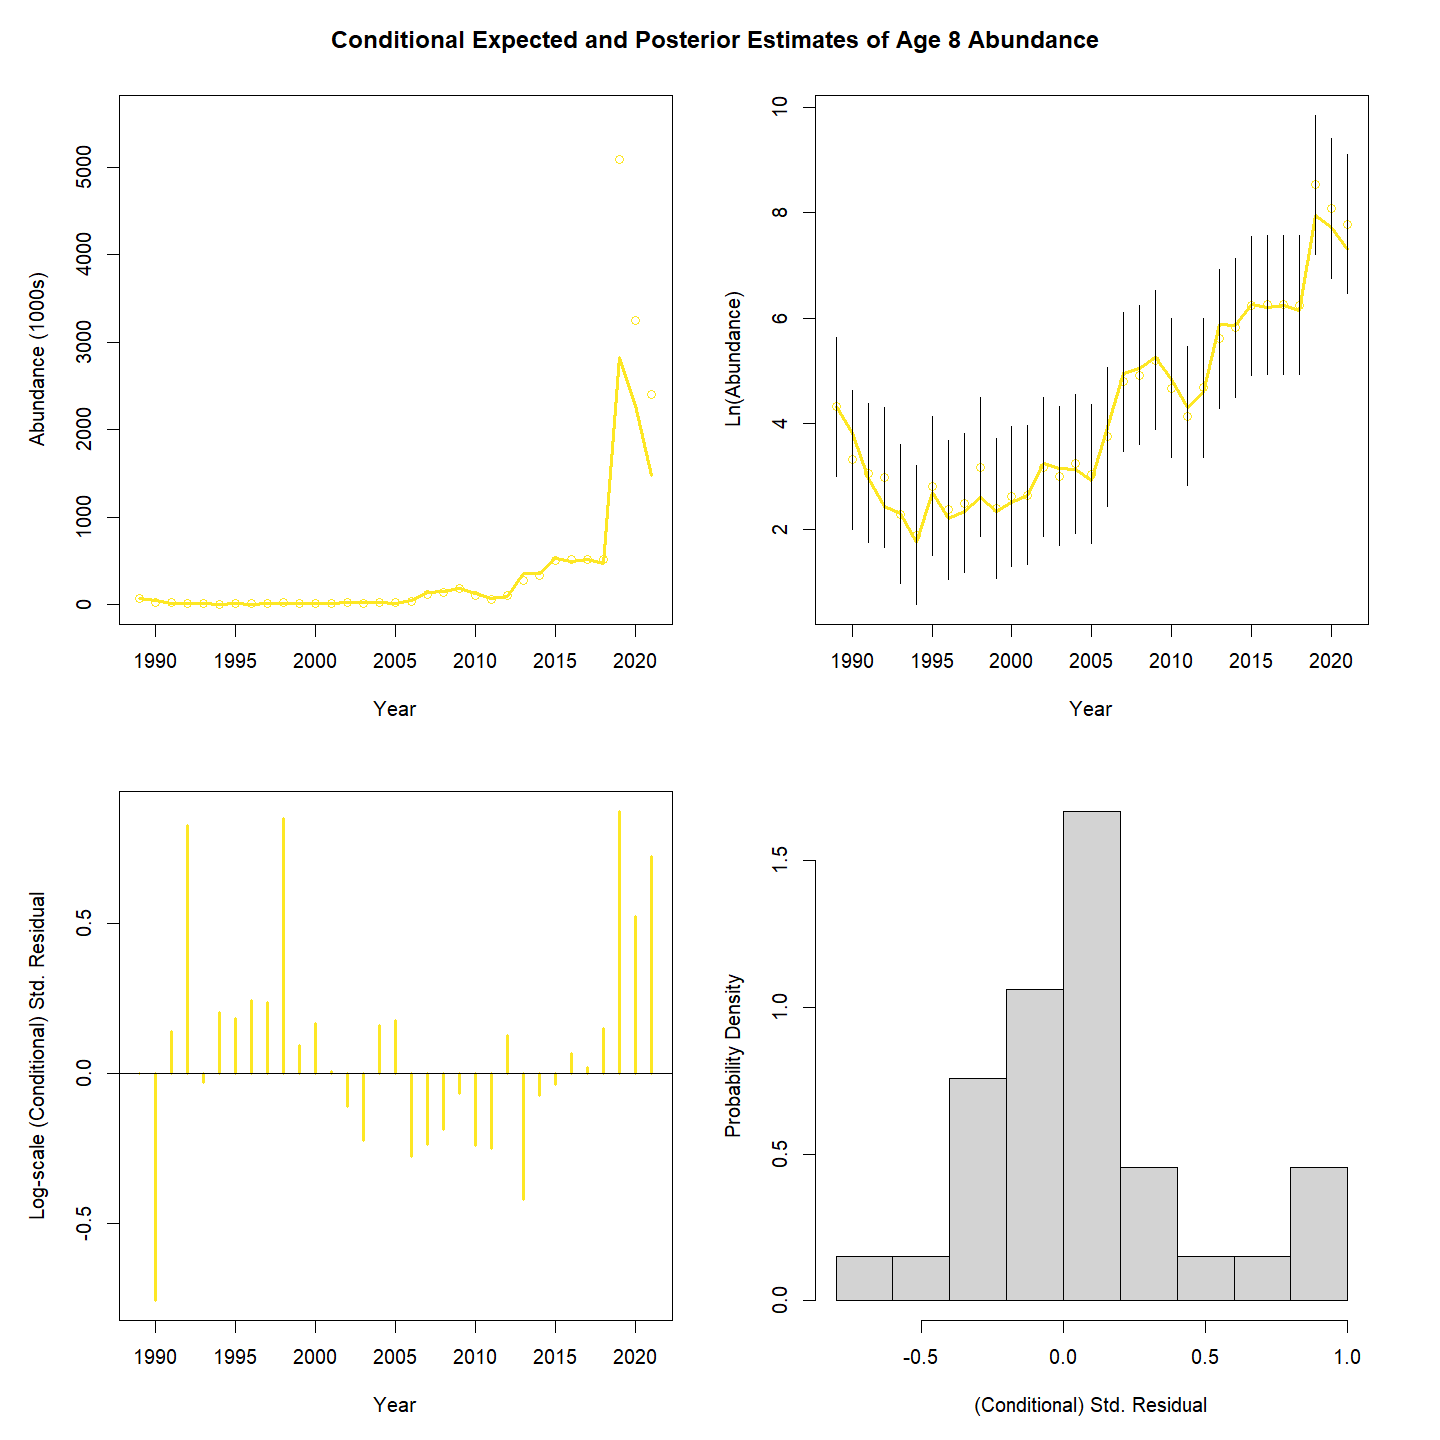 Conditional Expected and Posterior Estimates of Age 8 Abundance
Abundance (1000s)
0 1000 2000 3000 4000 5000
1990 1995 2000 2005 2010 2015 2020
Year
Ln(Abundance)
2 4 6 8 10
1990 1995 2000 2005 2010 2015 2020
Year
Log-scale (Conditional) Std. Residual
-0.5 0.0 0.5
1990 1995 2000 2005 2010 2015 2020
Year
Probability Density
0.0 0.5 1.0 1.5
-0.5 0.0 0.5 1.0
(Conditional) Std. Residual